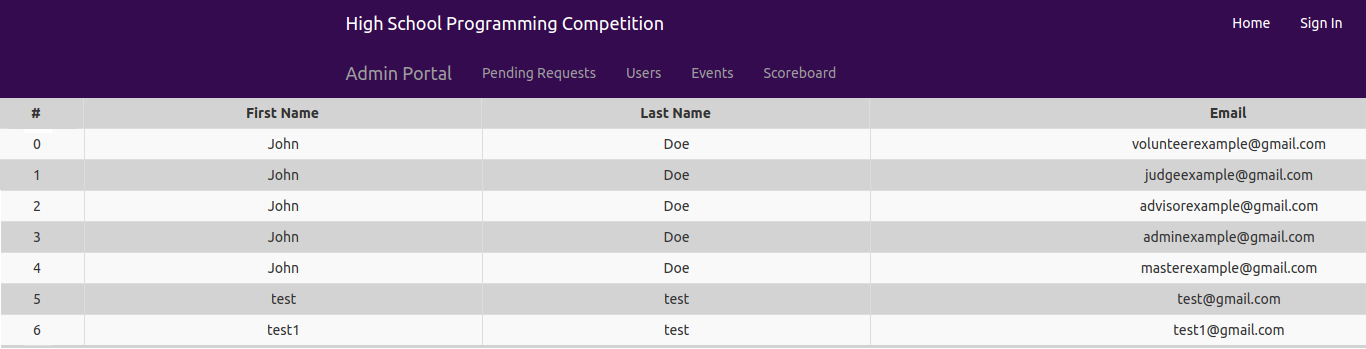 High School Programming Competition Home Sign In
Admin Portal Pending Requests Users Events Scoreboard
# First Name Last Name Email
0 John Doe volunteerexample@gmail.com
1 John Doe judgeexample@gmail.com
2 John Doe advisorexample@gmail.com
3 John Doe adminexample@gmail.com
4 John Doe masterexample@gmail.com
5 test test test@gmail.com
6 test1 test test1@gmail.com